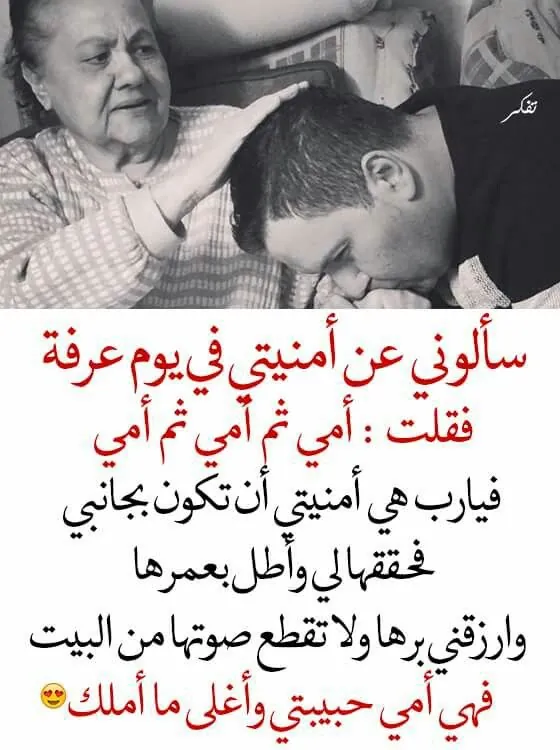 تفكر
سألوني عن أمنيتي في يوم عرفة
فقلت : أمي ثم أمي ثم أمي
فيارب هي أمنيتي أن تكون بجانبي
فحققها لي وأطل بعمرها
وارزقني برها ولا تقطع صوتها من البيت
فهي أمي حبيبتي وأغلى ما أملك😍